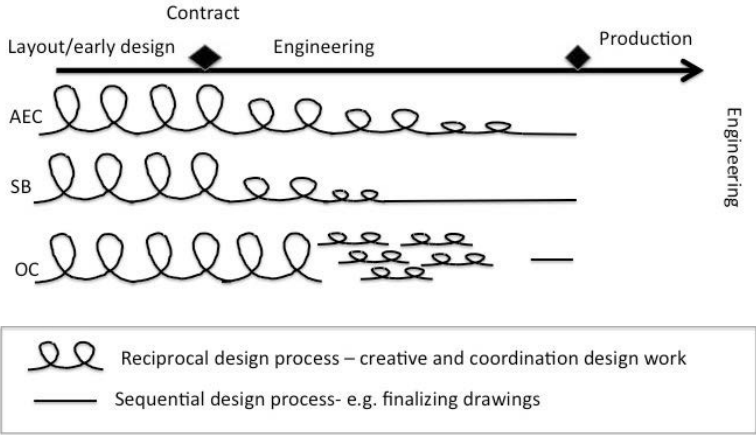 Contract
Layout/early design
Engineering
Production
AEC
SB
OC
Engineering
Reciprocal design process – creative and coordination design work
Sequential design process- e.g. finalizing drawings